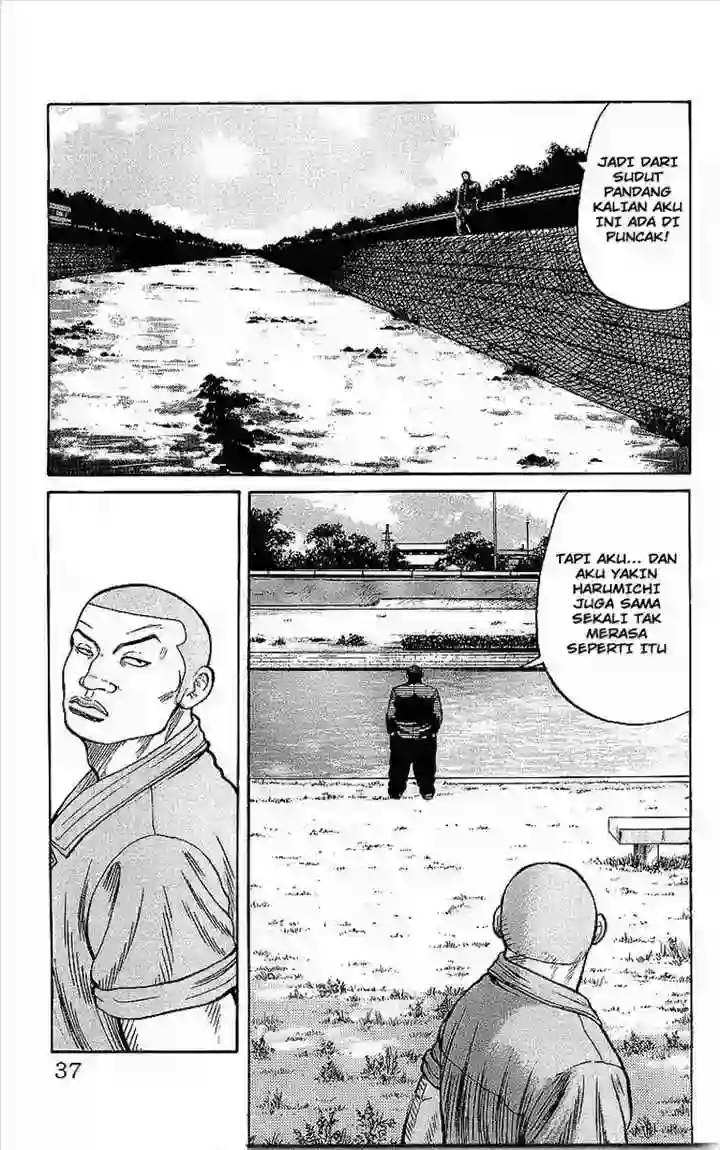 JADI DARI
SUDUT
PANDANG
KALIAN AKU
INI ADA DI
PUNCAK!
TAPI AKU... DAN
AKU YAKIN
HARUMICHI
JUGA SAMA
SEKALI TAK
MERASA
SEPERTI ITU
37